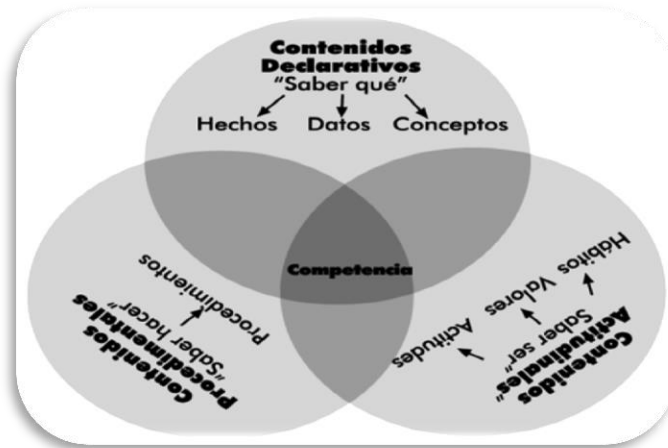 Contenidos
Declarativos
“Saber qué”
Hechos Datos Conceptos
Competencia
Contenidos
Procedimentales
“Saber hacer”
Procedimientos
Contenidos
Actitudinales”
Saber ser”
Actitudes Valores Hábitos